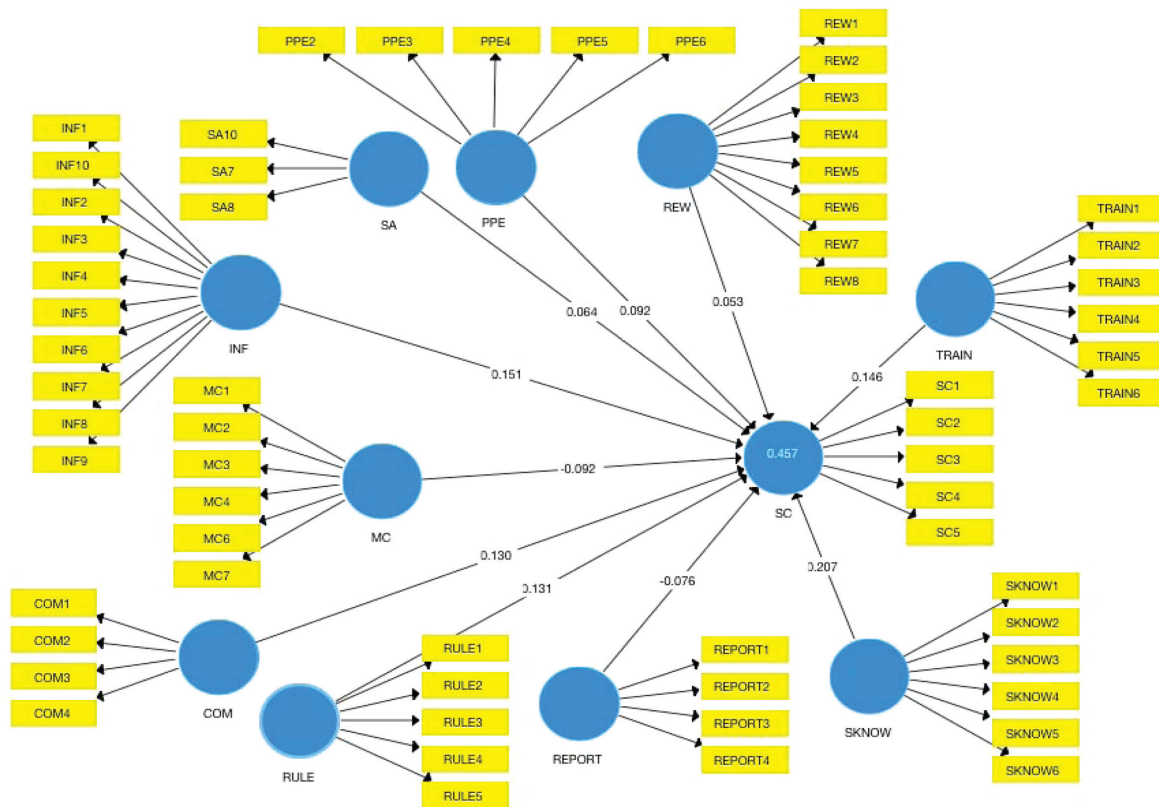 PPE2
PPE3
PPE4
PPE5
PPE6
PPE
REW1
REW2
REW3
REW4
REW5
REW6
REW7
REW8
REW
SA10
SA7
SA8
SA
INF1
INF10
INF2
INF3
INF4
INF5
INF6
INF7
INF8
INF9
INF
TRAIN1
TRAIN2
TRAIN3
TRAIN4
TRAIN5
TRAIN6
TRAIN
0.064
0.092
0.053
0.151
0.146
MC1
MC2
MC3
MC4
MC6
MC7
MC
-0.092
0.457
SC
SC1
SC2
SC3
SC4
SC5
0.130
0.131
-0.076
0.207
COM1
COM2
COM3
COM4
COM
RULE1
RULE2
RULE3
RULE4
RULE5
RULE
REPORT1
REPORT2
REPORT3
REPORT4
REPORT
SKNOW1
SKNOW2
SKNOW3
SKNOW4
SKNOW5
SKNOW6
SKNOW